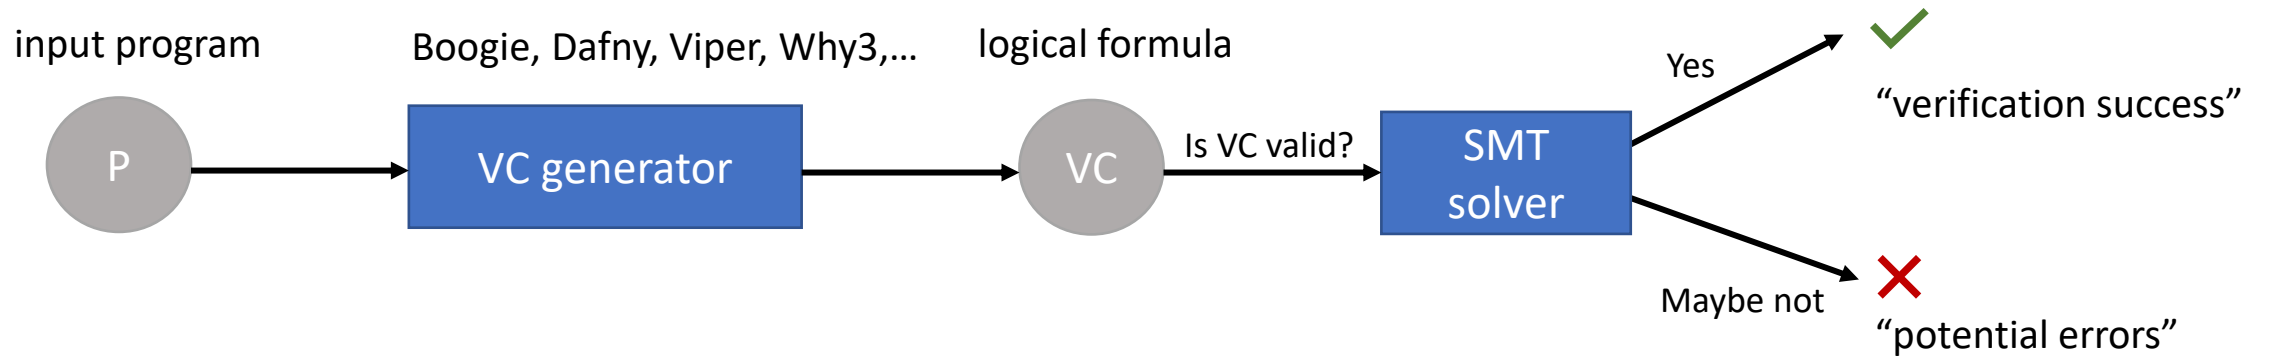 input program
Boogie, Dafny, Viper, Why3,...
logical formula
P
VC generator
VC
Is VC valid?
SMT
solver
Yes
“verification success”
Maybe not
“potential errors”